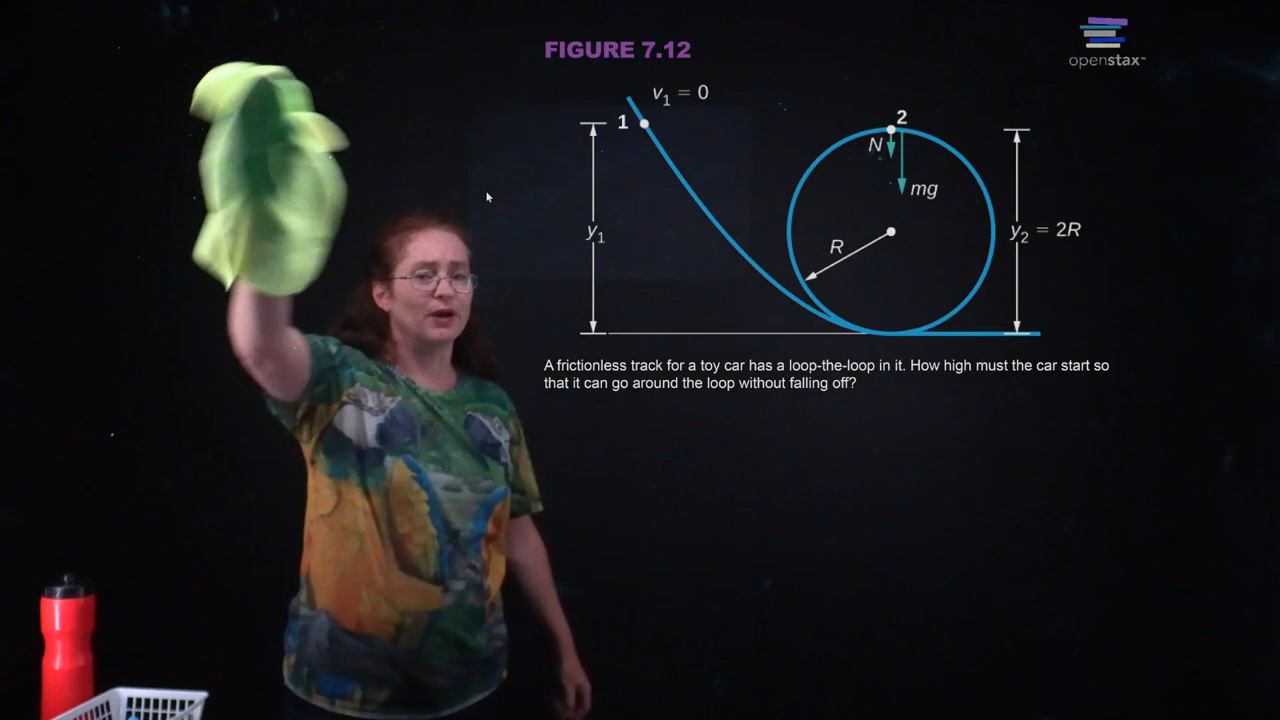 FIGURE 7.12
openstax™
v1 = 0
1
2
N
mg
y1
R
y2 = 2R
A frictionless track for a toy car has a loop-the-loop in it. How high must the car start so
that it can go around the loop without falling off?